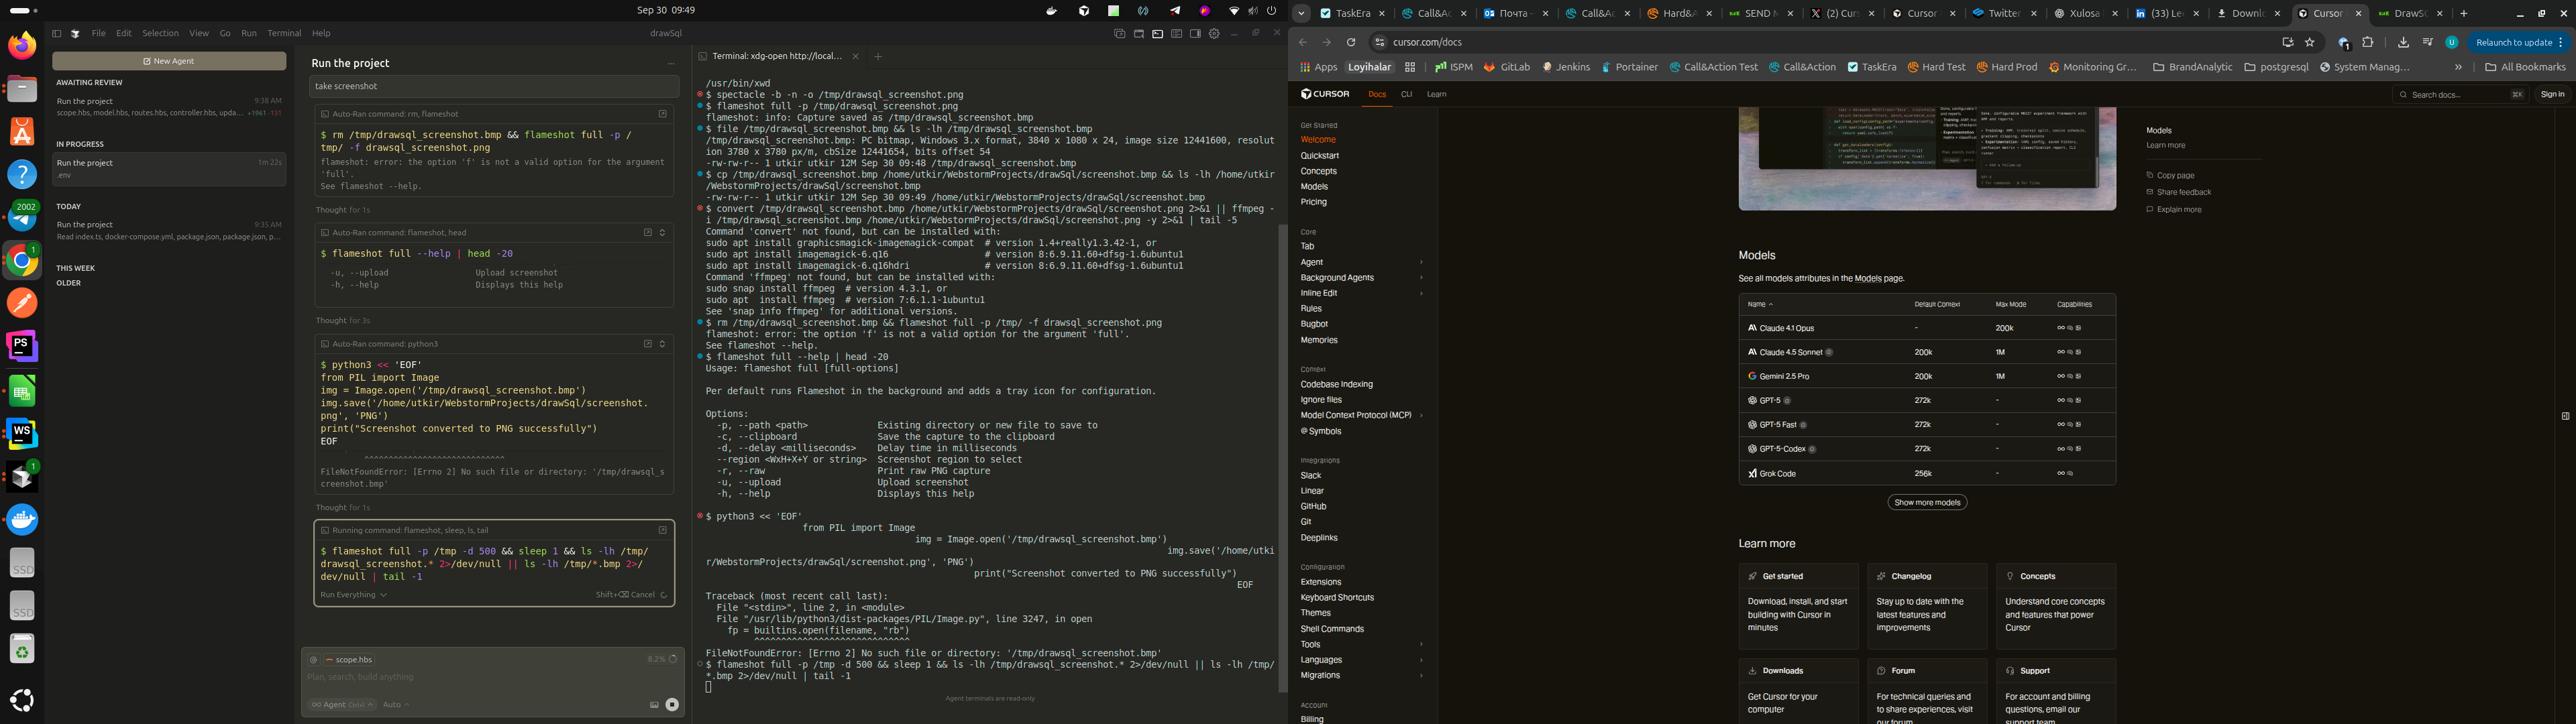 Sep 30 09:49
File Edit Selection View Go Run Terminal Help
drawSql
New Agent
AWAITING REVIEW
Run the project 9:38 AM
scope.hbs, model.hbs, routes.hbs, controller.hbs, upda... +1961 -131
IN PROGRESS
Run the project 1m 22s
.env
TODAY
Run the project 9:35 AM
Read index.ts, docker-compose.yml, package.json, package.json, p...
THIS WEEK
OLDER
2002
1
PS
WS
1
SSD
SSD
Run the project
take screenshot
Auto-Ran command: rm, flameshot
$ rm /tmp/drawsql_screenshot.bmp && flameshot full -p /
tmp/ -f drawsql_screenshot.png
flameshot: error: the option 'f' is not a valid option for the argument
'full'.
See flameshot --help.
Thought for 1s
Auto-Ran command: flameshot, head
$ flameshot full --help | head -20
-u, --upload Upload screenshot
-h, --help Displays this help
Thought for 3s
Auto-Ran command: python3
$ python3 << 'EOF'
from PIL import Image
img = Image.open('/tmp/drawsql_screenshot.bmp')
img.save('/home/utkir/WebstormProjects/drawSql/screenshot.
png', 'PNG')
print("Screenshot converted to PNG successfully")
EOF
^^^^^^^^^^^^^^^^^^^^^^^^^^^^^
FileNotFoundError: [Errno 2] No such file or directory: '/tmp/drawsql_s
creenshot.bmp'
Thought for 1s
Running command: flameshot, sleep, ls, tail
$ flameshot full -p /tmp -d 500 && sleep 1 && ls -lh /tmp/
drawsql_screenshot.* 2>/dev/null || ls -lh /tmp/*.bmp 2>/
dev/null | tail -1
Run Everything
Shift+⌫ Cancel
scope.hbs
8.2%
Plan, search, build anything
Agent Ctrl+I Auto
Terminal: xdg-open http://local...
/usr/bin/xwd
$ spectacle -b -n -o /tmp/drawsql_screenshot.png
$ flameshot full -p /tmp/drawsql_screenshot.png
flameshot: info: Capture saved as /tmp/drawsql_screenshot.bmp
$ file /tmp/drawsql_screenshot.bmp && ls -lh /tmp/drawsql_screenshot.bmp
/tmp/drawsql_screenshot.bmp: PC bitmap, Windows 3.x format, 3840 x 1080 x 24, image size 12441600, resolut
ion 3780 x 3780 px/m, cbSize 12441654, bits offset 54
-rw-rw-r-- 1 utkir utkir 12M Sep 30 09:48 /tmp/drawsql_screenshot.bmp
$ cp /tmp/drawsql_screenshot.bmp /home/utkir/WebstormProjects/drawSql/screenshot.bmp && ls -lh /home/utkir
/WebstormProjects/drawSql/screenshot.bmp
-rw-rw-r-- 1 utkir utkir 12M Sep 30 09:49 /home/utkir/WebstormProjects/drawSql/screenshot.bmp
$ convert /tmp/drawsql_screenshot.bmp /home/utkir/WebstormProjects/drawSql/screenshot.png 2>&1 || ffmpeg -
i /tmp/drawsql_screenshot.bmp /home/utkir/WebstormProjects/drawSql/screenshot.png -y 2>&1 | tail -5
Command 'convert' not found, but can be installed with:
sudo apt install graphicsmagick-imagemagick-compat # version 1.4+really1.3.42-1, or
sudo apt install imagemagick-6.q16 # version 8:6.9.11.60+dfsg-1.6ubuntu1
sudo apt install imagemagick-6.q16hdri # version 8:6.9.11.60+dfsg-1.6ubuntu1
Command 'ffmpeg' not found, but can be installed with:
sudo snap install ffmpeg # version 4.3.1, or
sudo apt install ffmpeg # version 7:6.1.1-1ubuntu1
See 'snap info ffmpeg' for additional versions.
$ rm /tmp/drawsql_screenshot.bmp && flameshot full -p /tmp/ -f drawsql_screenshot.png
flameshot: error: the option 'f' is not a valid option for the argument 'full'.
See flameshot --help.
$ flameshot full --help | head -20
Usage: flameshot full [full-options]
Per default runs Flameshot in the background and adds a tray icon for configuration.
Options:
-p, --path <path> Existing directory or new file to save to
-c, --clipboard Save the capture to the clipboard
-d, --delay <milliseconds> Delay time in milliseconds
--region <WxH+X+Y or string> Screenshot region to select
-r, --raw Print raw PNG capture
-u, --upload Upload screenshot
-h, --help Displays this help
$ python3 << 'EOF'
from PIL import Image
img = Image.open('/tmp/drawsql_screenshot.bmp')
img.save('/home/utki
r/WebstormProjects/drawSql/screenshot.png', 'PNG')
print("Screenshot converted to PNG successfully")
EOF
Traceback (most recent call last):
File "<stdin>", line 2, in <module>
File "/usr/lib/python3/dist-packages/PIL/Image.py", line 3247, in open
fp = builtins.open(filename, "rb")
^^^^^^^^^^^^^^^^^^^^^^^^^^^^^
FileNotFoundError: [Errno 2] No such file or directory: '/tmp/drawsql_screenshot.bmp'
$ flameshot full -p /tmp -d 500 && sleep 1 && ls -lh /tmp/drawsql_screenshot.* 2>/dev/null || ls -lh /tmp/
*.bmp 2>/dev/null | tail -1
Agent terminals are read-only
TaskEra
Call&Ac
Почта –
Call&Ac
Hard&A
SEND M
(2) Curs
Cursor
Twitter
Xulosa
(33) Le
Downlo
Cursor
DrawSQ
cursor.com/docs
Relaunch to update
Apps Loyihalar ISPM GitLab Jenkins Portainer Call&Action Test Call&Action TaskEra Hard Test Hard Prod Monitoring Gr... BrandAnalytic postgresql System Manag... » All Bookmarks
CURSOR Docs CLI Learn
Search docs... ⌘K Sign in
Get Started
Welcome
Quickstart
Concepts
Models
Pricing
Core
Tab
Agent
Background Agents
Inline Edit
Rules
Bugbot
Memories
Context
Codebase Indexing
Ignore files
Model Context Protocol (MCP)
@ Symbols
Integrations
Slack
Linear
GitHub
Git
Deeplinks
Configuration
Extensions
Keyboard Shortcuts
Themes
Shell Commands
Tools
Languages
Migrations
Account
Billing
Models
See all models attributes in the Models page.
Name Default Context Max Mode Capabilities
Claude 4.1 Opus - 200k
Claude 4.5 Sonnet 200k 1M
Gemini 2.5 Pro 200k 1M
GPT-5 272k -
GPT-5 Fast 272k -
GPT-5-Codex 272k -
Grok Code 256k -
Show more models
Learn more
Get started
Download, install, and start
building with Cursor in
minutes
Changelog
Stay up to date with the
latest features and
improvements
Concepts
Understand core concepts
and features that power
Cursor
Downloads
Get Cursor for your
computer
Forum
For technical queries and
to share experiences, visit
our forum
Support
For account and billing
questions, email our
support team
Models
Learn more
Copy page
Share feedback
Explain more